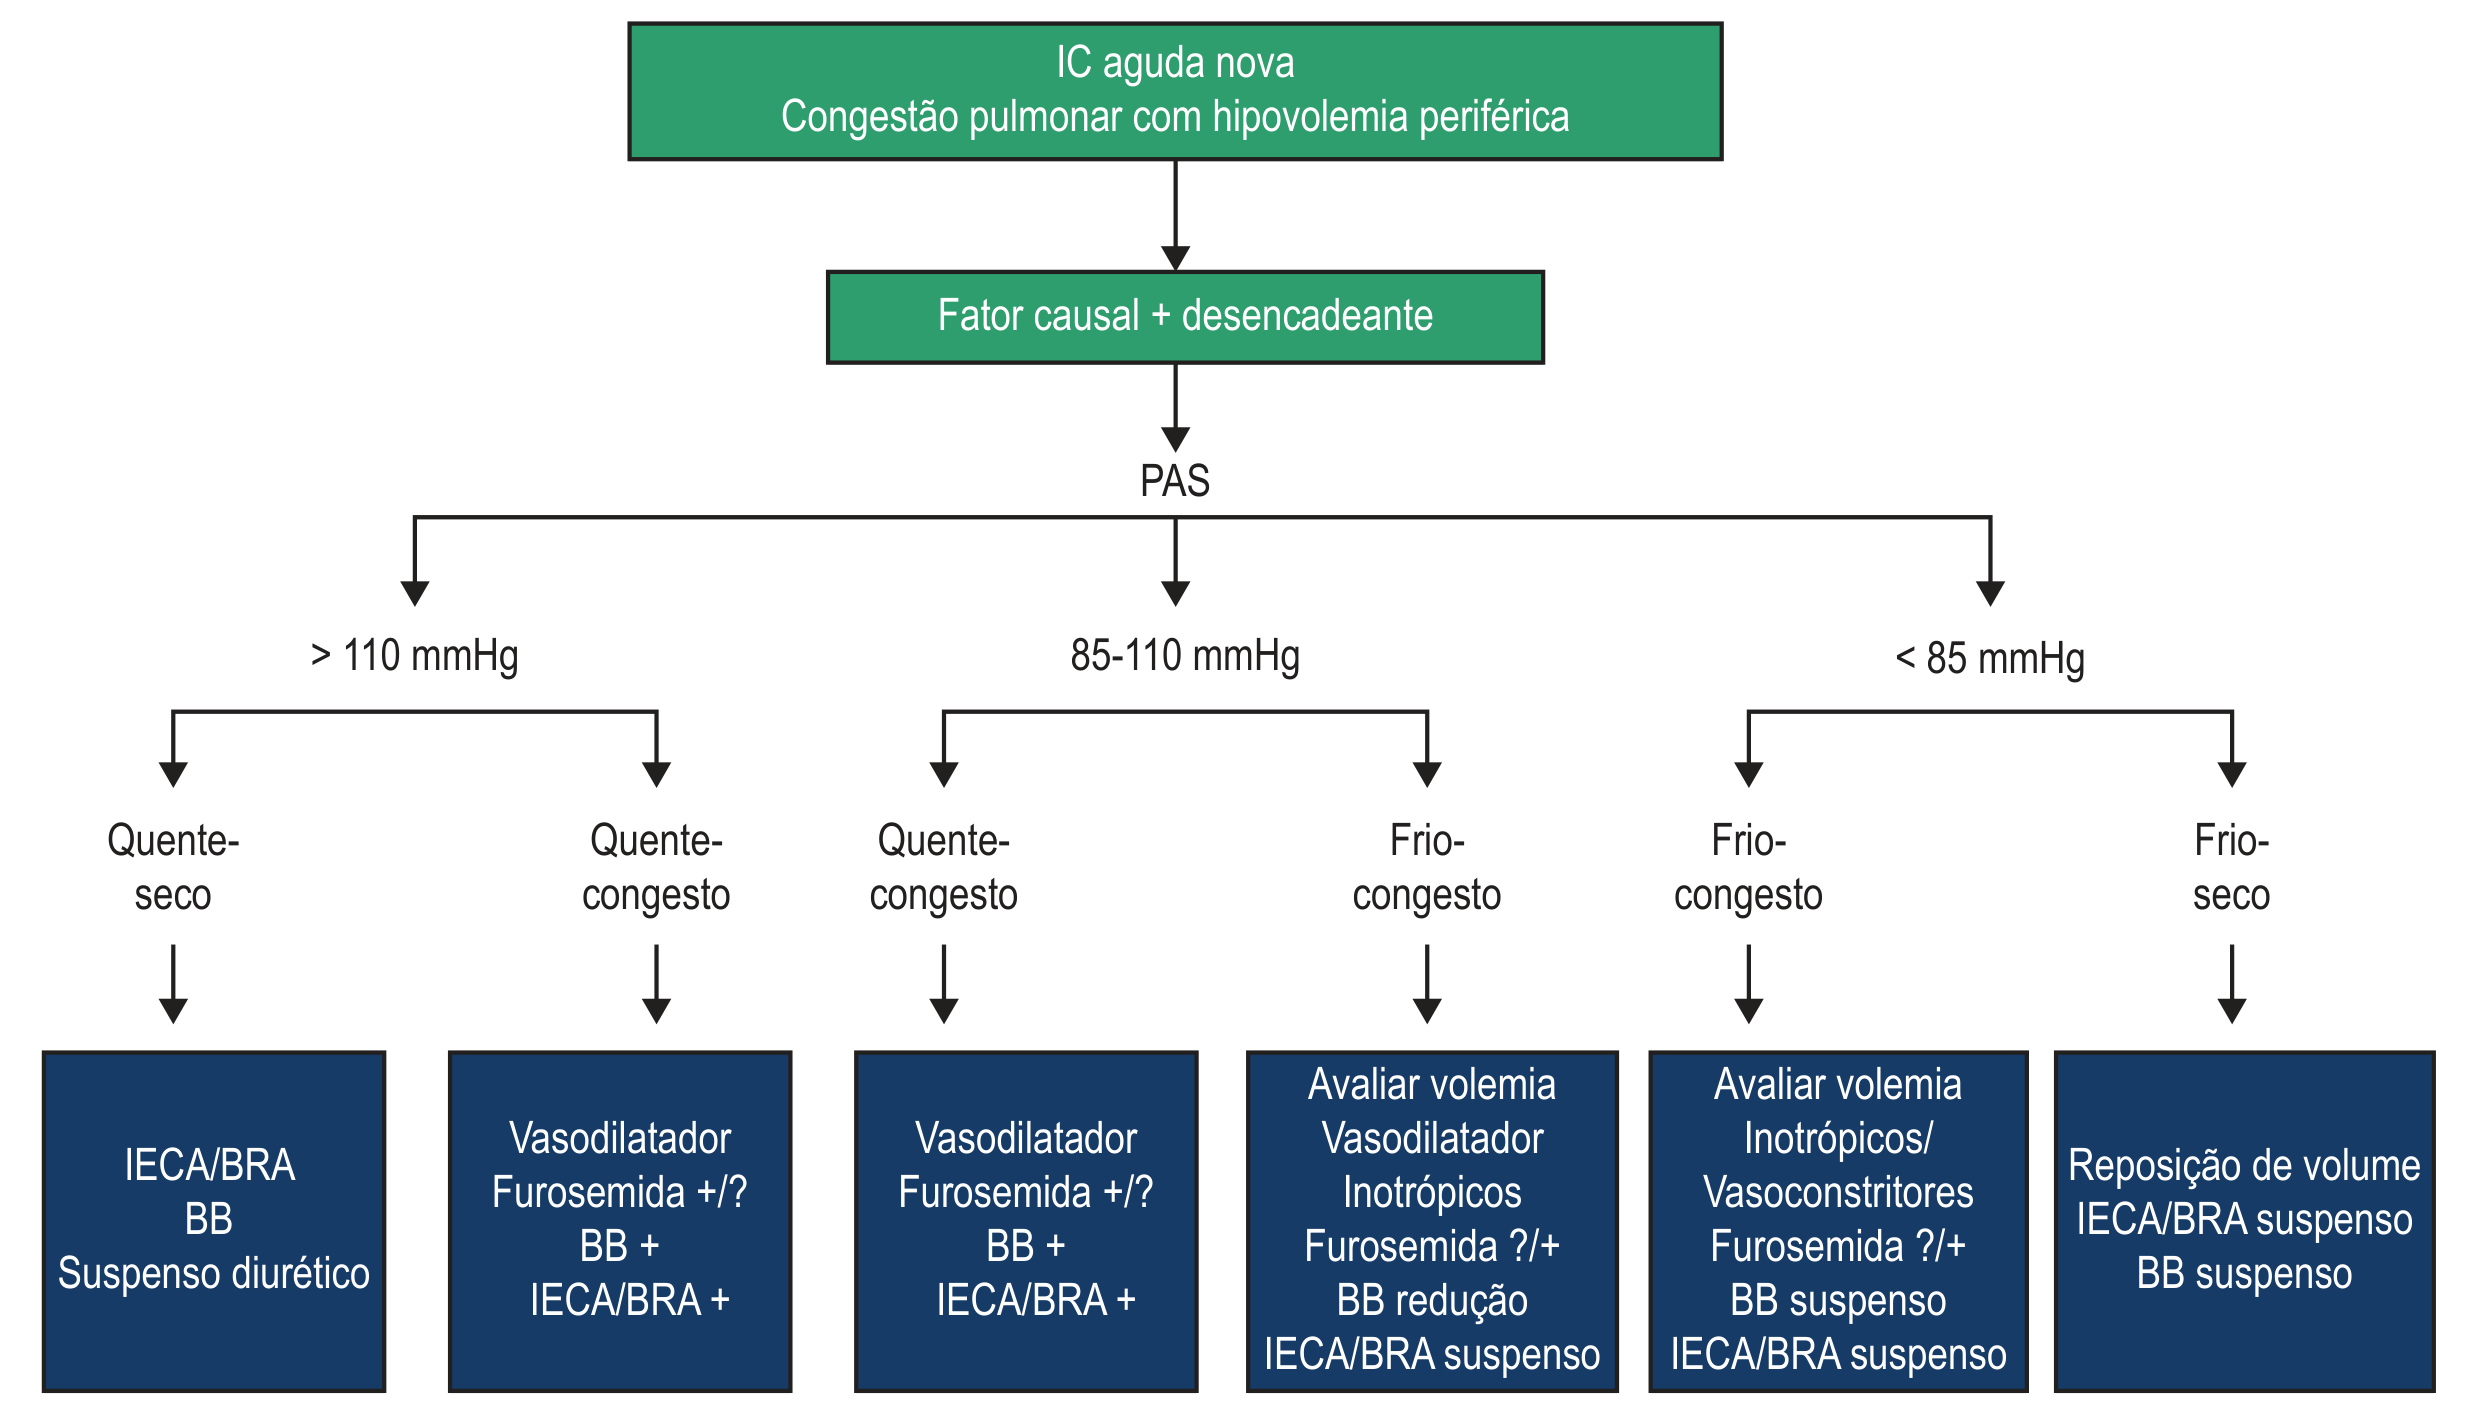 IC aguda nova
Congestão pulmonar com hipovolemia periférica
Fator causal + desencadeante
PAS
> 110 mmHg
85-110 mmHg
< 85 mmHg
Quente-
seco
Quente-
congesto
Quente-
congesto
Frio-
congesto
Frio-
congesto
Frio-
seco
IECA/BRA
BB
Suspenso diurético
Vasodilatador
Furosemida +/?
BB +
IECA/BRA +
Vasodilatador
Furosemida +/?
BB +
IECA/BRA +
Avaliar volemia
Vasodilatador
Inotrópicos
Furosemida ?/+
BB redução
IECA/BRA suspenso
Avaliar volemia
Inotrópicos/
Vasoconstritores
Furosemida ?/+
BB suspenso
IECA/BRA suspenso
Reposição de volume
IECA/BRA suspenso
BB suspenso